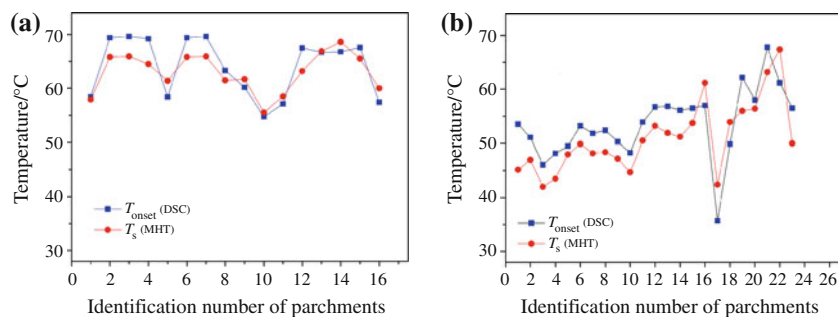 (a)
70
60
50
40
30
Temperature/°C
T onset (DSC)
T s (MHT)
0 2 4 6 8 10 12 14 16
Identification number of parchments
(b)
70
60
50
40
30
Temperature/°C
T onset (DSC)
T s (MHT)
0 2 4 6 8 10 12 14 16 18 20 22 24 26
Identification number of parchments